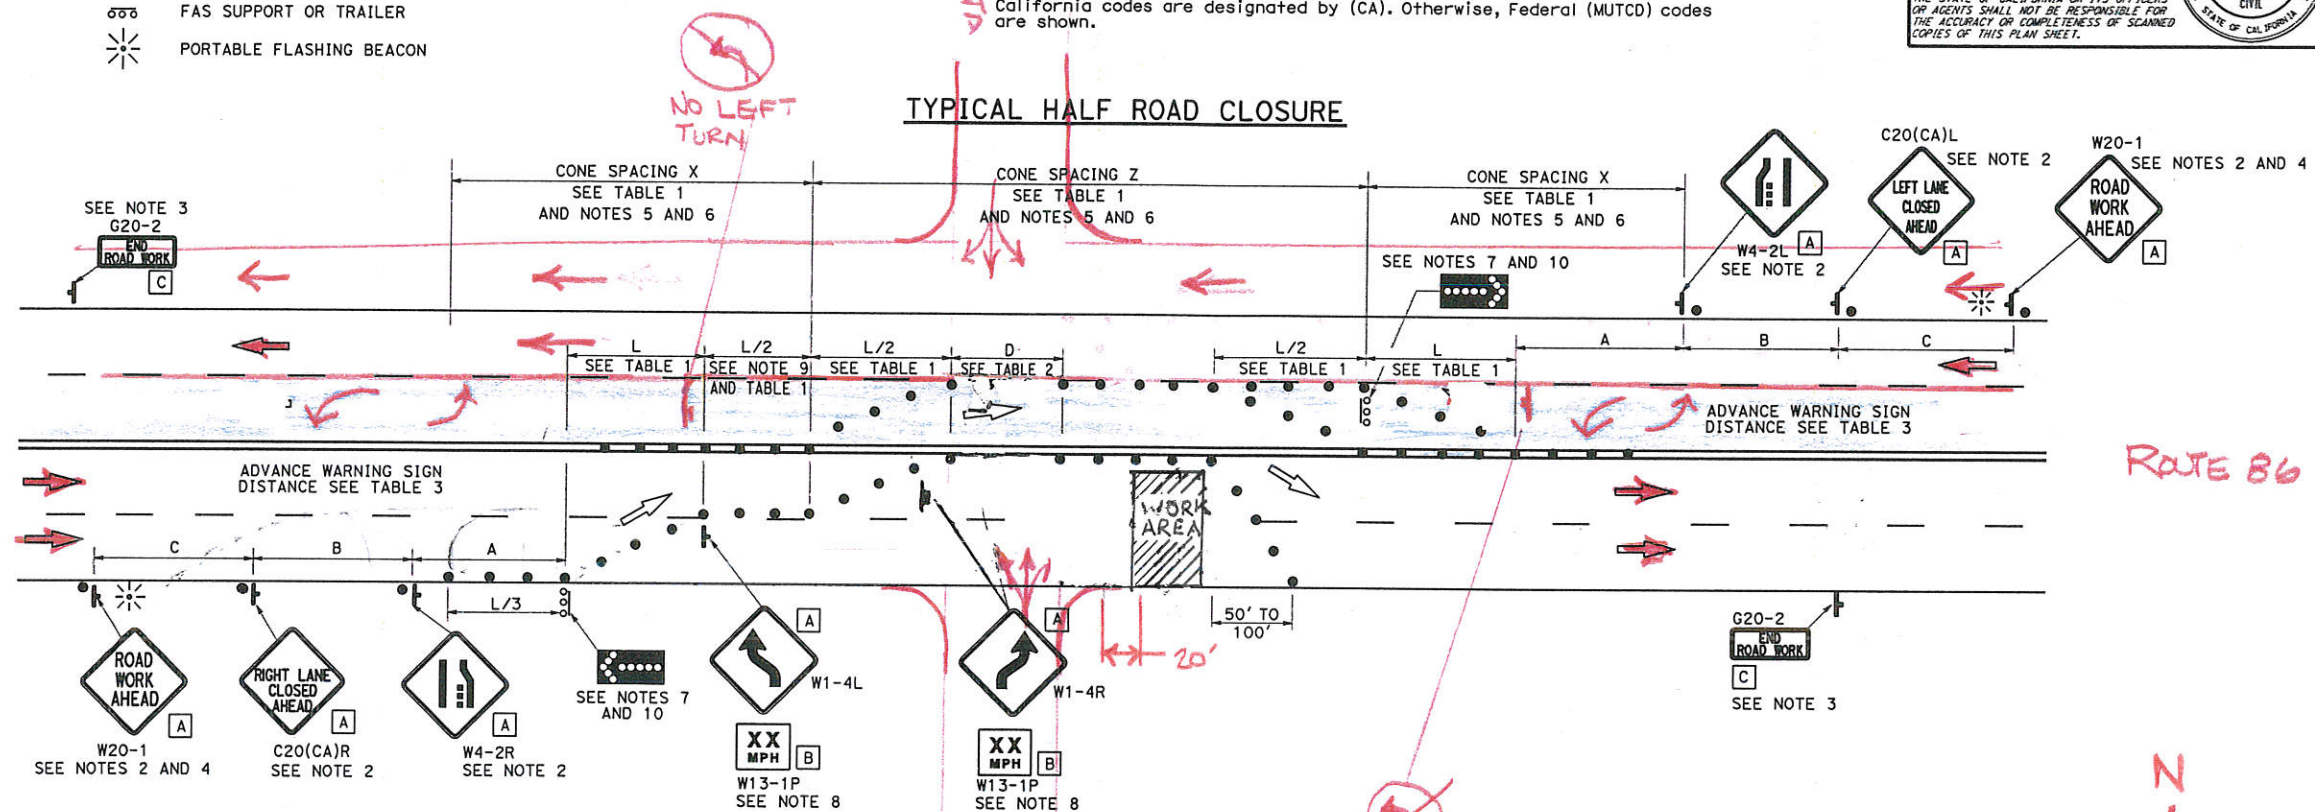 FAS SUPPORT OR TRAILER
PORTABLE FLASHING BEACON
California codes are designated by (CA). Otherwise, Federal (MUTCD) codes
are shown.
OR AGENTS SHALL NOT BE RESPONSIBLE FOR
THE ACCURACY OR COMPLETENESS OF SCANNED
COPIES OF THIS PLAN SHEET.
CIVIL
STATE OF CALIFORNIA
NO LEFT
TURN
TYPICAL HALF ROAD CLOSURE
CONE SPACING X
SEE TABLE 1
AND NOTES 5 AND 6
CONE SPACING Z
SEE TABLE 1
AND NOTES 5 AND 6
CONE SPACING X
SEE TABLE 1
AND NOTES 5 AND 6
SEE NOTE 3
G20-2
END
ROAD WORK
C
SEE NOTES 7 AND 10
W4-2L
A
SEE NOTE 2
C20(CA)L
SEE NOTE 2
LEFT LANE
CLOSED
AHEAD
A
W20-1
SEE NOTES 2 AND 4
ROAD
WORK
AHEAD
A
L
SEE TABLE 1
L/2
SEE NOTE 9
AND TABLE 1
L/2
SEE TABLE 1
D
SEE TABLE 2
L/2
SEE TABLE 1
L
SEE TABLE 1
A
B
C
ADVANCE WARNING SIGN
DISTANCE SEE TABLE 3
ADVANCE WARNING SIGN
DISTANCE SEE TABLE 3
ROUTE 86
WORK
AREA
C
B
A
L/3
50' TO
100'
20'
ROAD
WORK
AHEAD
A
W20-1
SEE NOTES 2 AND 4
RIGHT LANE
CLOSED
AHEAD
A
C20(CA)R
SEE NOTE 2
A
W4-2R
SEE NOTE 2
SEE NOTES 7
AND 10
A
W1-4L
XX
MPH
B
W13-1P
SEE NOTE 8
A
W1-4R
XX
MPH
B
W13-1P
SEE NOTE 8
G20-2
END
ROAD WORK
C
SEE NOTE 3
N